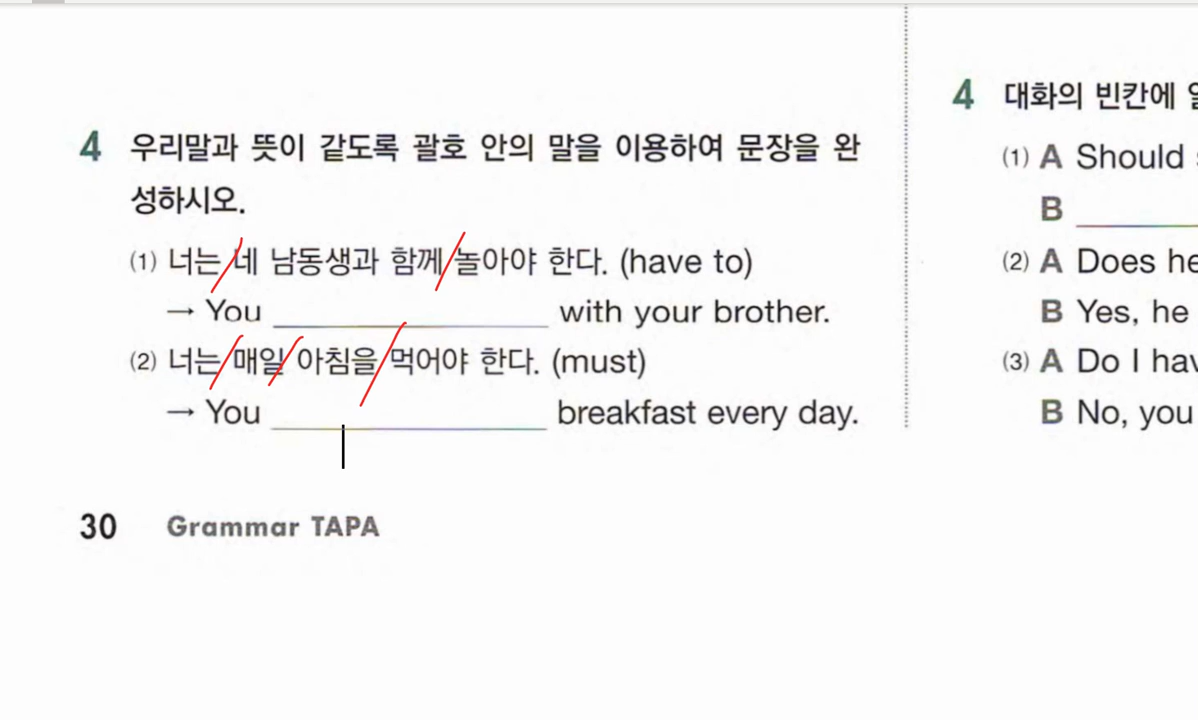 4 우리말과 뜻이 같도록 괄호 안의 말을 이용하여 문장을 완
성하시오.
(1) 너는 네 남동생과 함께 놀아야 한다. (have to)
→ You ____________ with your brother.
(2) 너는 매일 아침을 먹어야 한다. (must)
→ You ____________ breakfast every day.
30 Grammar TAPA
4 대화의 빈칸에
(1) A Should
B ____________
(2) A Does he
B Yes, he
(3) A Do I hav
B No, you